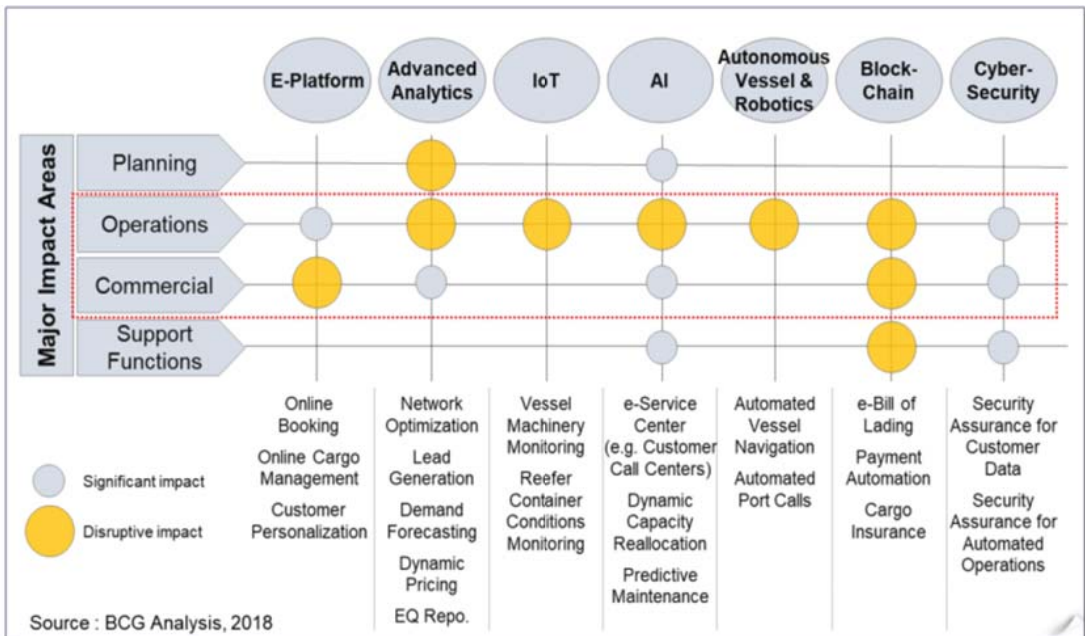 E-Platform
Advanced
Analytics
IoT
AI
Autonomous
Vessel &
Robotics
Block-
Chain
Cyber-
Security
Major Impact Areas
Planning
Operations
Commercial
Support
Functions
Online
Booking
Online Cargo
Management
Customer
Personalization
Network
Optimization
Lead
Generation
Demand
Forecasting
Dynamic
Pricing
EQ Repo.
Vessel
Machinery
Monitoring
Reefer
Container
Conditions
Monitoring
e-Service
Center
(e.g. Customer
Call Centers)
Dynamic
Capacity
Reallocation
Predictive
Maintenance
Automated
Vessel
Navigation
Automated
Port Calls
e-Bill of
Lading
Payment
Automation
Cargo
Insurance
Security
Assurance for
Customer
Data
Security
Assurance for
Automated
Operations
Significant impact
Disruptive impact
Source : BCG Analysis, 2018